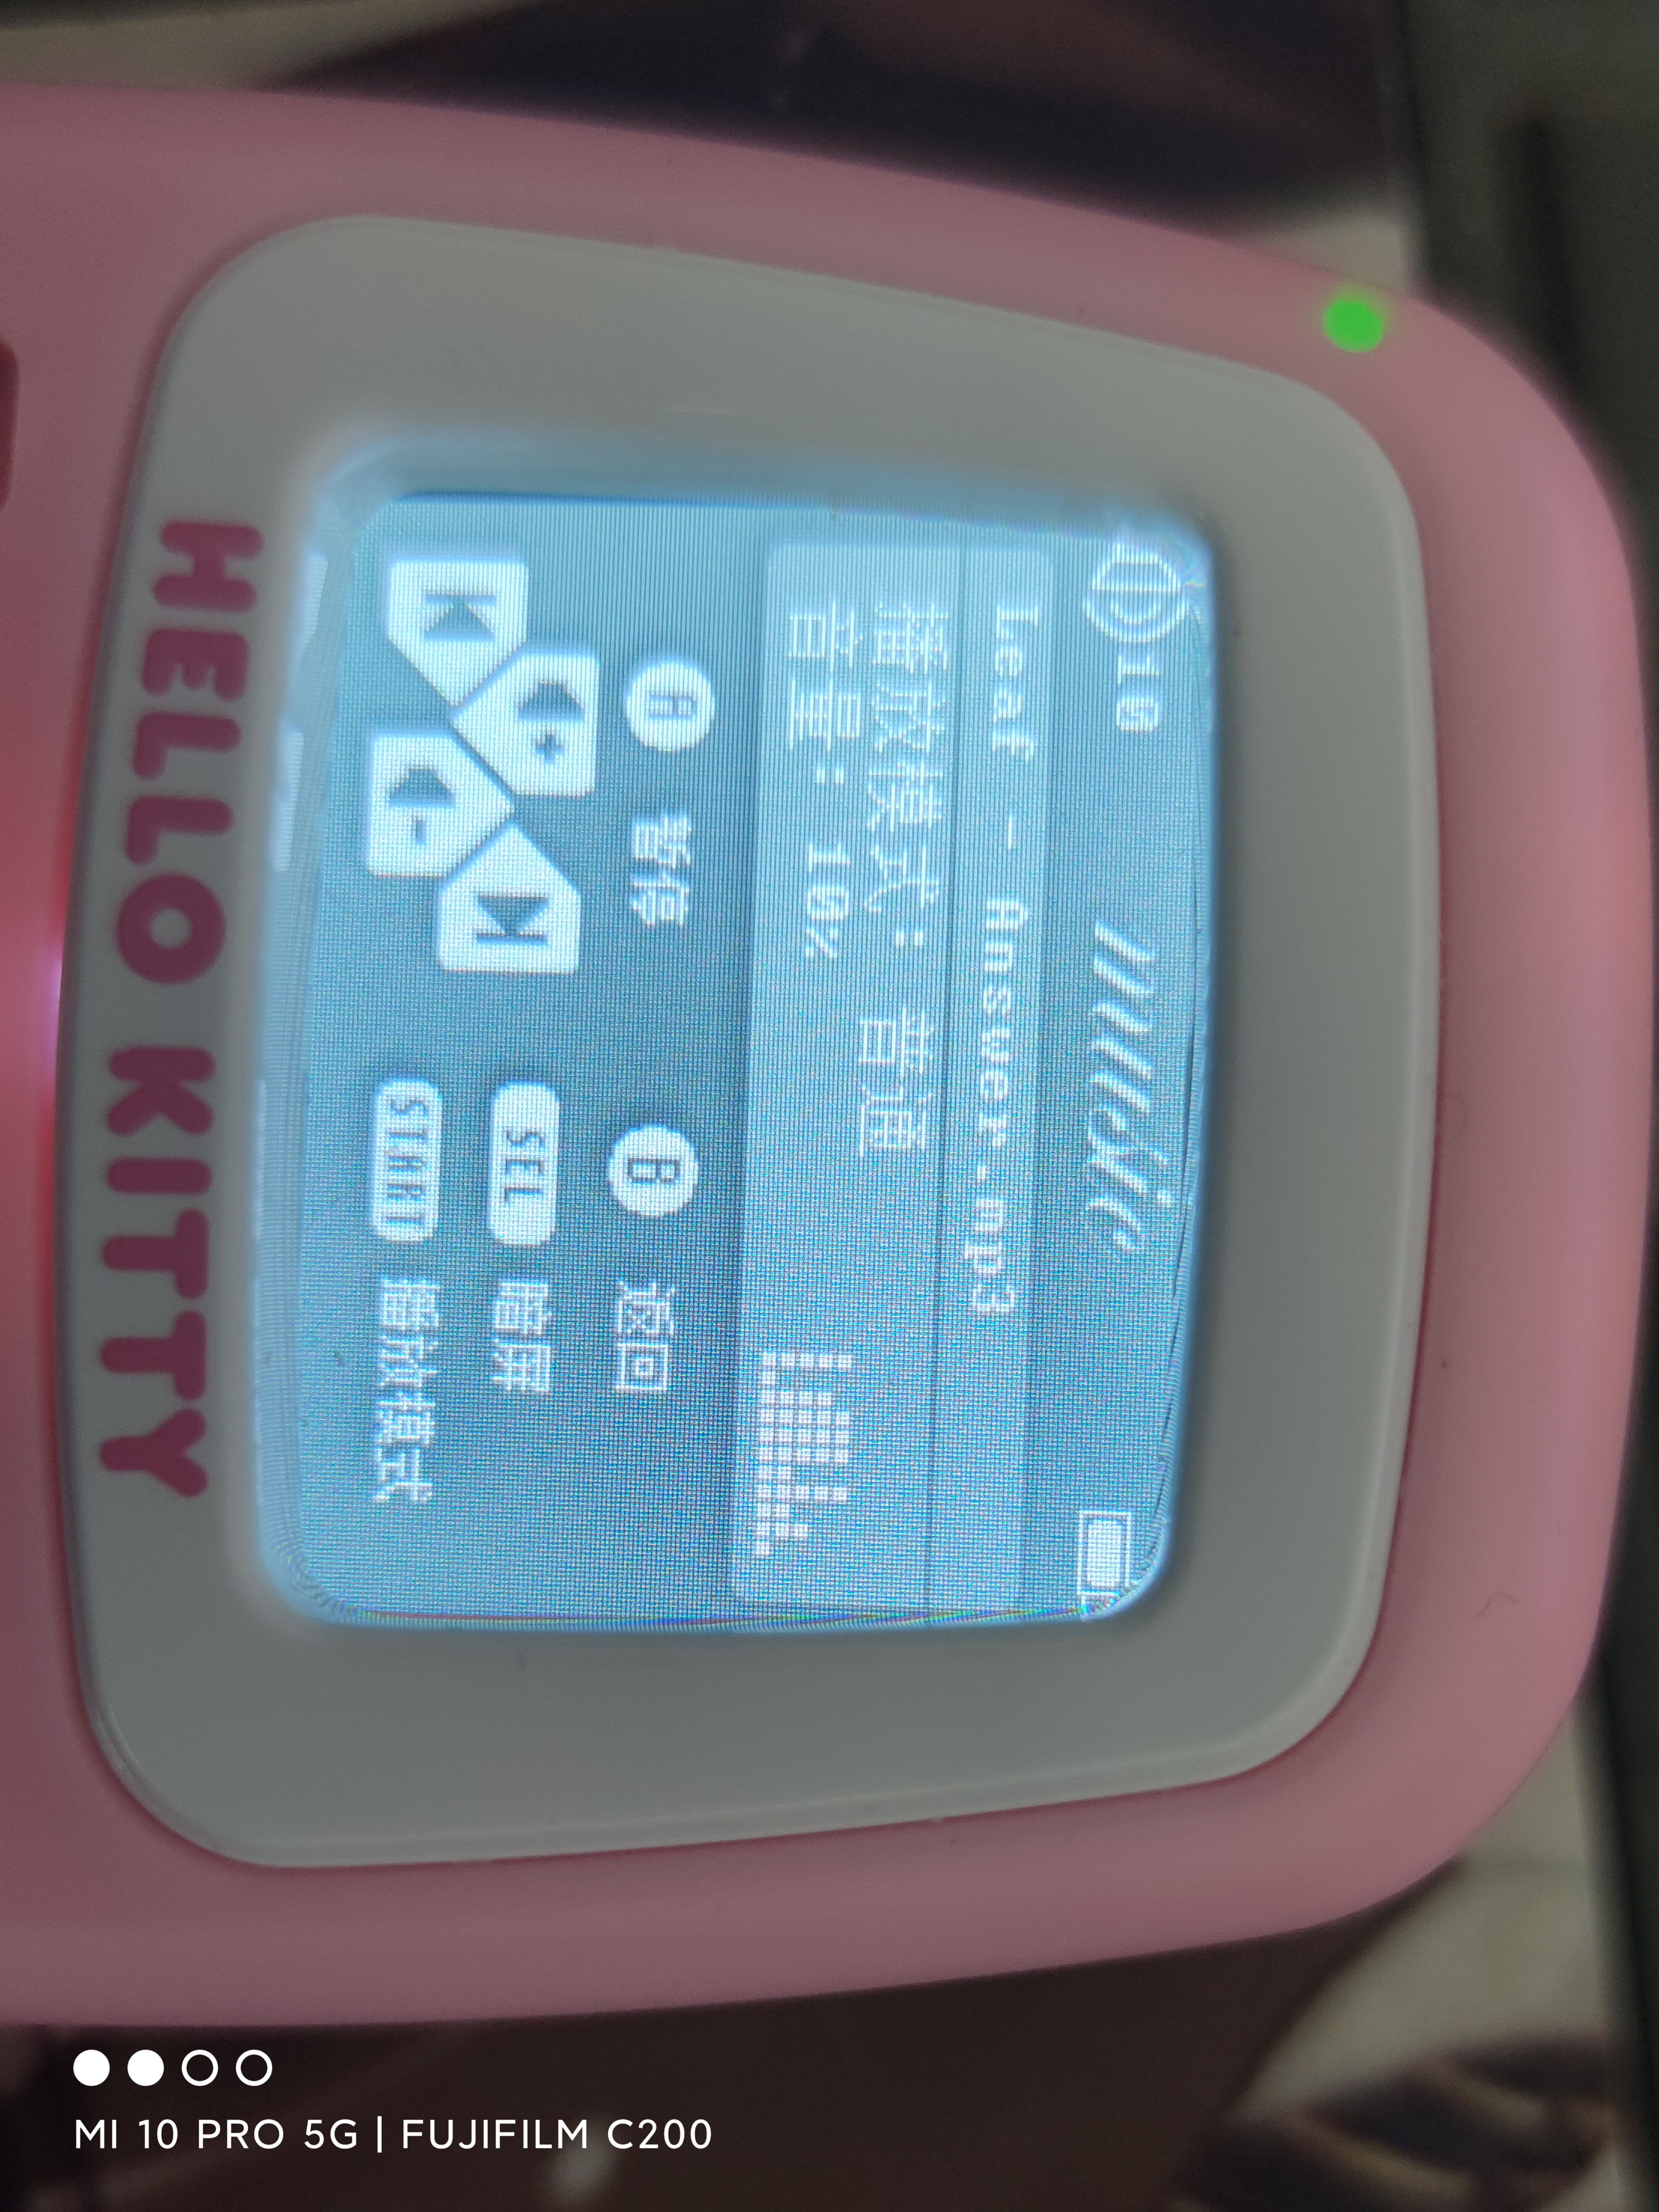 10 music
Leaf - Answer.mp3
播放模式: 普通
音量: 10%
A 暂停
B 返回
SEL 暗屏
START 播放模式
HELLO KITTY
MI 10 PRO 5G | FUJIFILM C200